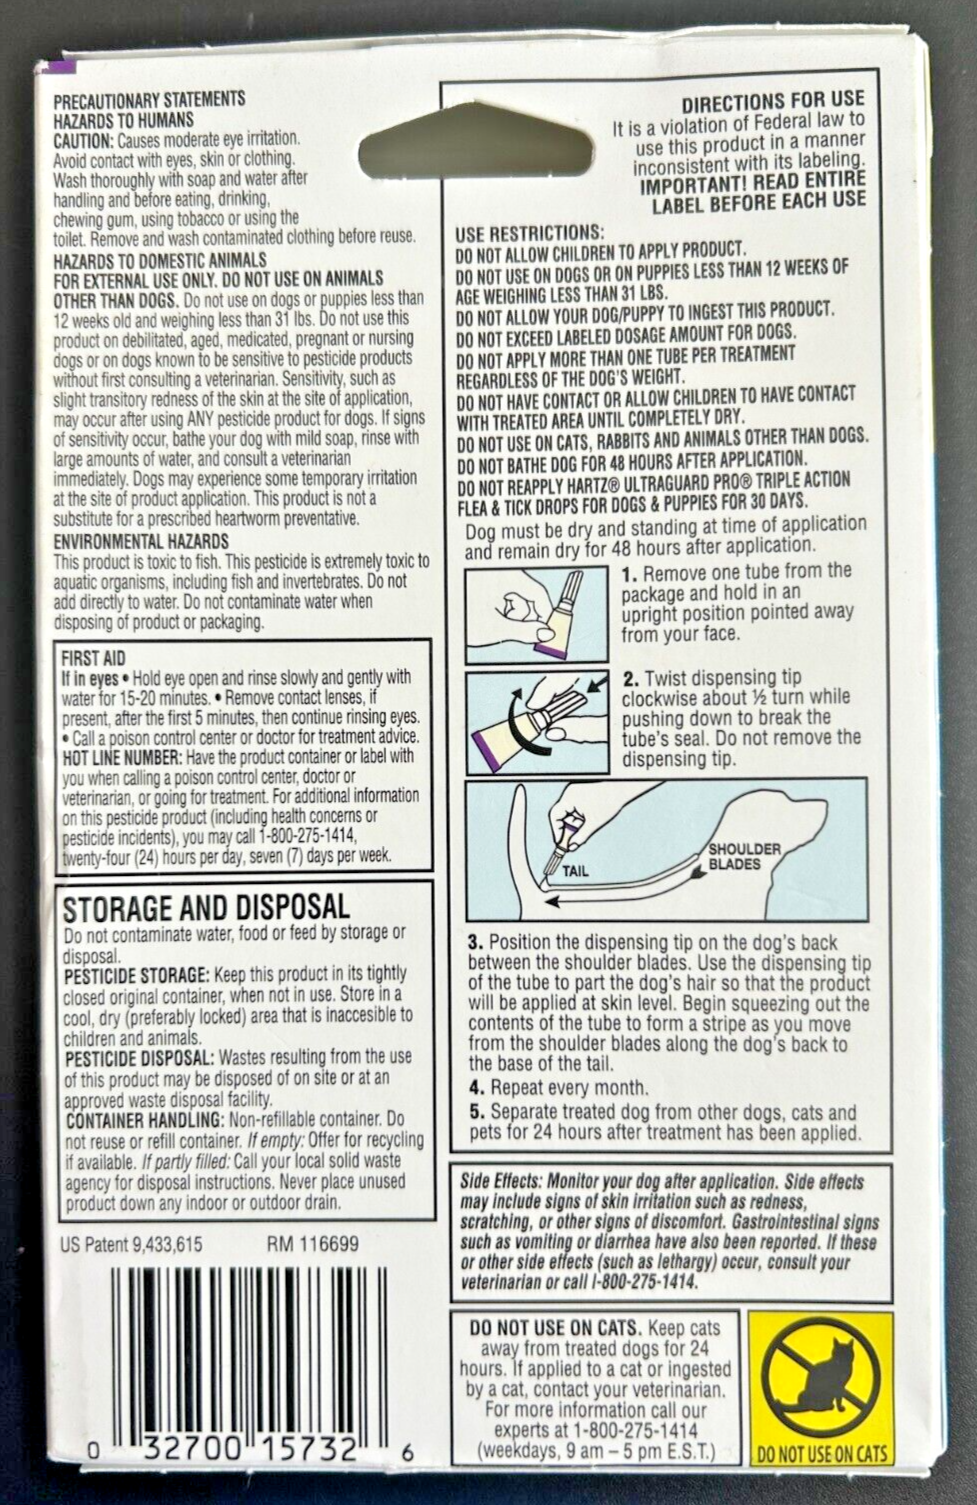 PRECAUTIONARY STATEMENTS
HAZARDS TO HUMANS
CAUTION: Causes moderate eye irritation.
Avoid contact with eyes, skin or clothing.
Wash thoroughly with soap and water after
handling and before eating, drinking,
chewing gum, using tobacco or using the
toilet. Remove and wash contaminated clothing before reuse.
HAZARDS TO DOMESTIC ANIMALS
FOR EXTERNAL USE ONLY. DO NOT USE ON ANIMALS
OTHER THAN DOGS. Do not use on dogs or puppies less than
12 weeks old and weighing less than 31 lbs. Do not use this
product on debilitated, aged, medicated, pregnant or nursing
dogs or on dogs known to be sensitive to pesticide products
without first consulting a veterinarian. Sensitivity, such as
slight transitory redness of the skin at the site of application,
may occur after using ANY pesticide product for dogs. If signs
of sensitivity occur, bathe your dog with mild soap, rinse with
large amounts of water, and consult a veterinarian
immediately. Dogs may experience some temporary irritation
at the site of product application. This product is not a
substitute for a prescribed heartworm preventative.
ENVIRONMENTAL HAZARDS
This product is toxic to fish. This pesticide is extremely toxic to
aquatic organisms, including fish and invertebrates. Do not
add directly to water. Do not contaminate water when
disposing of product or packaging.
FIRST AID
If in eyes • Hold eye open and rinse slowly and gently with
water for 15-20 minutes. • Remove contact lenses, if
present, after the first 5 minutes, then continue rinsing eyes.
• Call a poison control center or doctor for treatment advice.
HOT LINE NUMBER: Have the product container or label with
you when calling a poison control center, doctor or
veterinarian, or going for treatment. For additional information
on this pesticide product (including health concerns or
pesticide incidents), you may call 1-800-275-1414,
twenty-four (24) hours per day, seven (7) days per week.
STORAGE AND DISPOSAL
Do not contaminate water, food or feed by storage or
disposal.
PESTICIDE STORAGE: Keep this product in its tightly
closed original container, when not in use. Store in a
cool, dry (preferably locked) area that is inaccesible to
children and animals.
PESTICIDE DISPOSAL: Wastes resulting from the use
of this product may be disposed of on site or at an
approved waste disposal facility.
CONTAINER HANDLING: Non-refillable container. Do
not reuse or refill container. If empty: Offer for recycling
if available. If partly filled: Call your local solid waste
agency for disposal instructions. Never place unused
product down any indoor or outdoor drain.
US Patent 9,433,615 RM 116699
0 32700 15732 6
DIRECTIONS FOR USE
It is a violation of Federal law to
use this product in a manner
inconsistent with its labeling.
IMPORTANT! READ ENTIRE
LABEL BEFORE EACH USE
USE RESTRICTIONS:
DO NOT ALLOW CHILDREN TO APPLY PRODUCT.
DO NOT USE ON DOGS OR ON PUPPIES LESS THAN 12 WEEKS OF
AGE WEIGHING LESS THAN 31 LBS.
DO NOT ALLOW YOUR DOG/PUPPY TO INGEST THIS PRODUCT.
DO NOT EXCEED LABELED DOSAGE AMOUNT FOR DOGS.
DO NOT APPLY MORE THAN ONE TUBE PER TREATMENT
REGARDLESS OF THE DOG'S WEIGHT.
DO NOT HAVE CONTACT OR ALLOW CHILDREN TO HAVE CONTACT
WITH TREATED AREA UNTIL COMPLETELY DRY.
DO NOT USE ON CATS, RABBITS AND ANIMALS OTHER THAN DOGS.
DO NOT BATHE DOG FOR 48 HOURS AFTER APPLICATION.
DO NOT REAPPLY HARTZ® ULTRAGUARD PRO® TRIPLE ACTION
FLEA & TICK DROPS FOR DOGS & PUPPIES FOR 30 DAYS.
Dog must be dry and standing at time of application
and remain dry for 48 hours after application.
1. Remove one tube from the
package and hold in an
upright position pointed away
from your face.
2. Twist dispensing tip
clockwise about ½ turn while
pushing down to break the
tube's seal. Do not remove the
dispensing tip.
TAIL
SHOULDER
BLADES
3. Position the dispensing tip on the dog's back
between the shoulder blades. Use the dispensing tip
of the tube to part the dog's hair so that the product
will be applied at skin level. Begin squeezing out the
contents of the tube to form a stripe as you move
from the shoulder blades along the dog's back to
the base of the tail.
4. Repeat every month.
5. Separate treated dog from other dogs, cats and
pets for 24 hours after treatment has been applied.
Side Effects: Monitor your dog after application. Side effects
may include signs of skin irritation such as redness,
scratching, or other signs of discomfort. Gastrointestinal signs
such as vomiting or diarrhea have also been reported. If these
or other side effects (such as lethargy) occur, consult your
veterinarian or call l-800-275-1414.
DO NOT USE ON CATS. Keep cats
away from treated dogs for 24
hours. If applied to a cat or ingested
by a cat, contact your veterinarian.
For more information call our
experts at 1-800-275-1414
(weekdays, 9 am – 5 pm E.S.T.)
DO NOT USE ON CATS